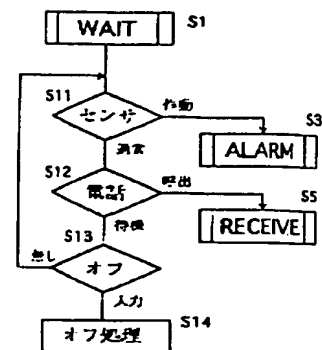 WAIT S1
S11
センサ 作動
S3
ALARM
通常
S12
電話 呼出
S5
RECEIVE
待機
S13
無し
オフ
入力
S14
オフ処理